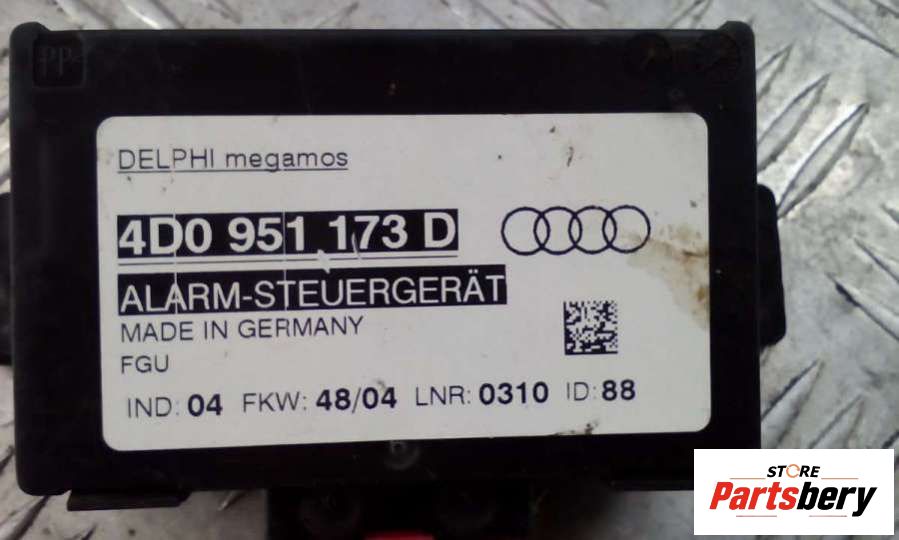 PP
DELPHI megamos
4D0 951 173 D
ALARM-STEUERGERÄT
MADE IN GERMANY
FGU
IND: 04 FKW: 48/04 LNR: 0310 ID: 88
STORE
Partsbery